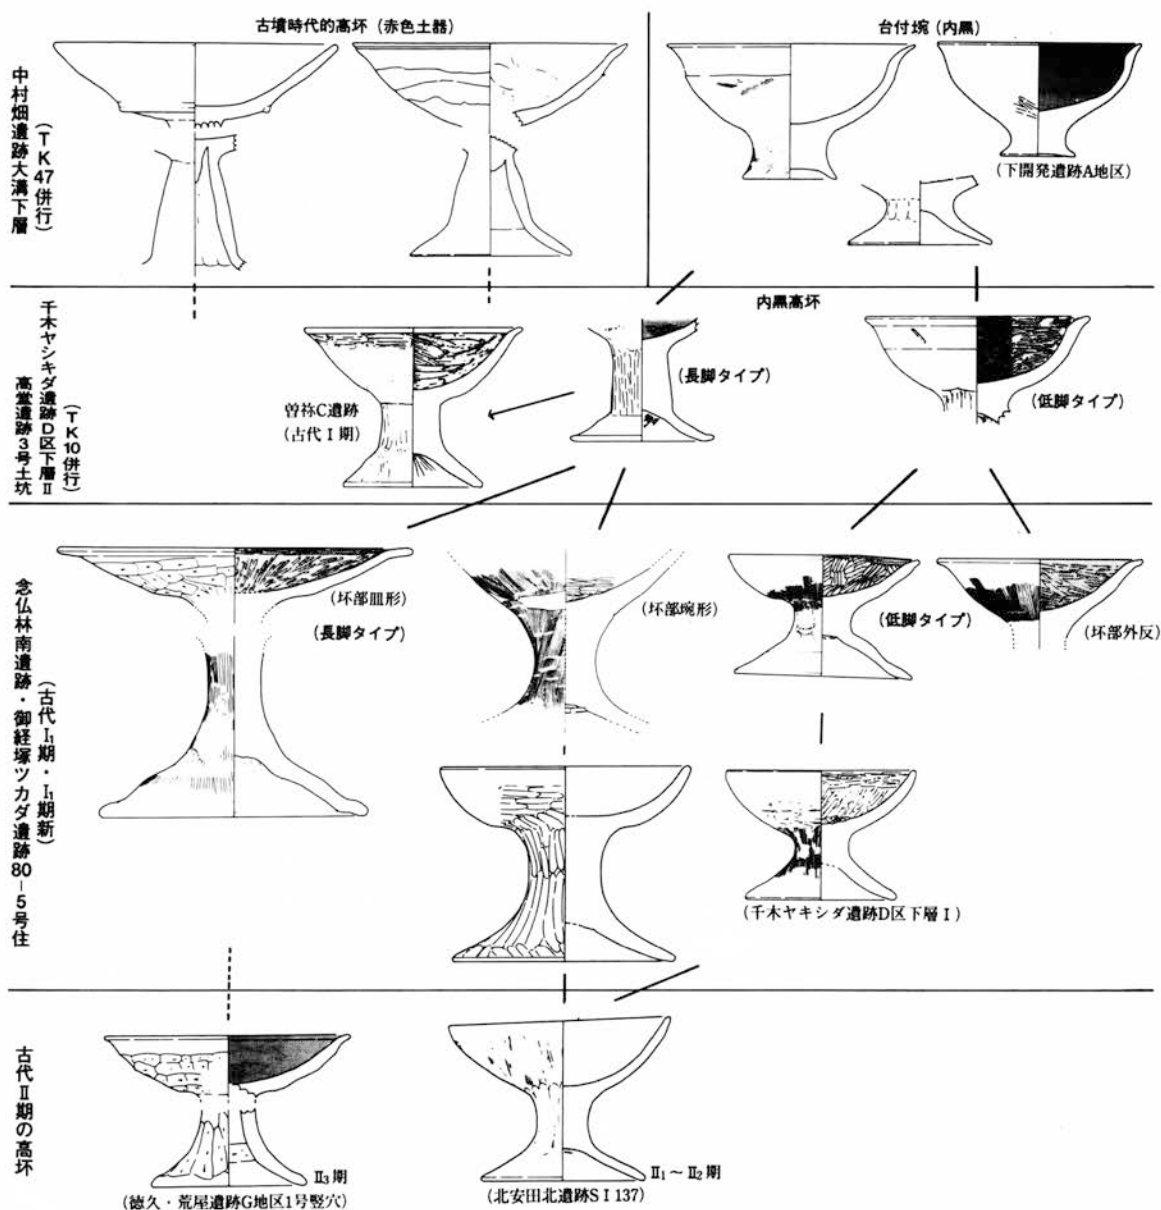 古墳時代的高坏（赤色土器）
台付埦（内黒）
中村畑遺跡大溝下層
（TK47併行）
（下開発遺跡A地区）
内黒高坏
千木ヤシキダ遺跡D区下層Ⅱ
高堂遺跡3号土坑
（TK10併行）
曽祢C遺跡
（古代Ⅰ期）
（長脚タイプ）
（低脚タイプ）
念仏林南遺跡・御経塚ツカダ遺跡80－5号住
（古代Ⅰ₁期・Ⅰ₁期新）
（坏部皿形）
（長脚タイプ）
（坏部埦形）
（低脚タイプ）
（坏部外反）
（千木ヤキシダ遺跡D区下層Ⅰ）
古代Ⅱ期の高坏
Ⅱ₃期
（徳久・荒屋遺跡G地区1号竪穴）
Ⅱ₁～Ⅱ₂期
（北安田北遺跡SⅠ137）